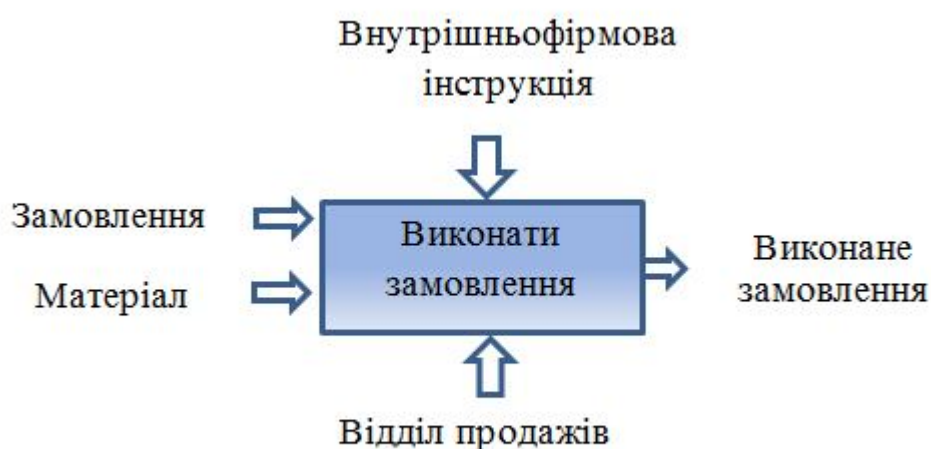 Внутрішньофірмова
інструкція
Замовлення
Матеріал
Виконати
замовлення
Виконане
замовлення
Відділ продажів